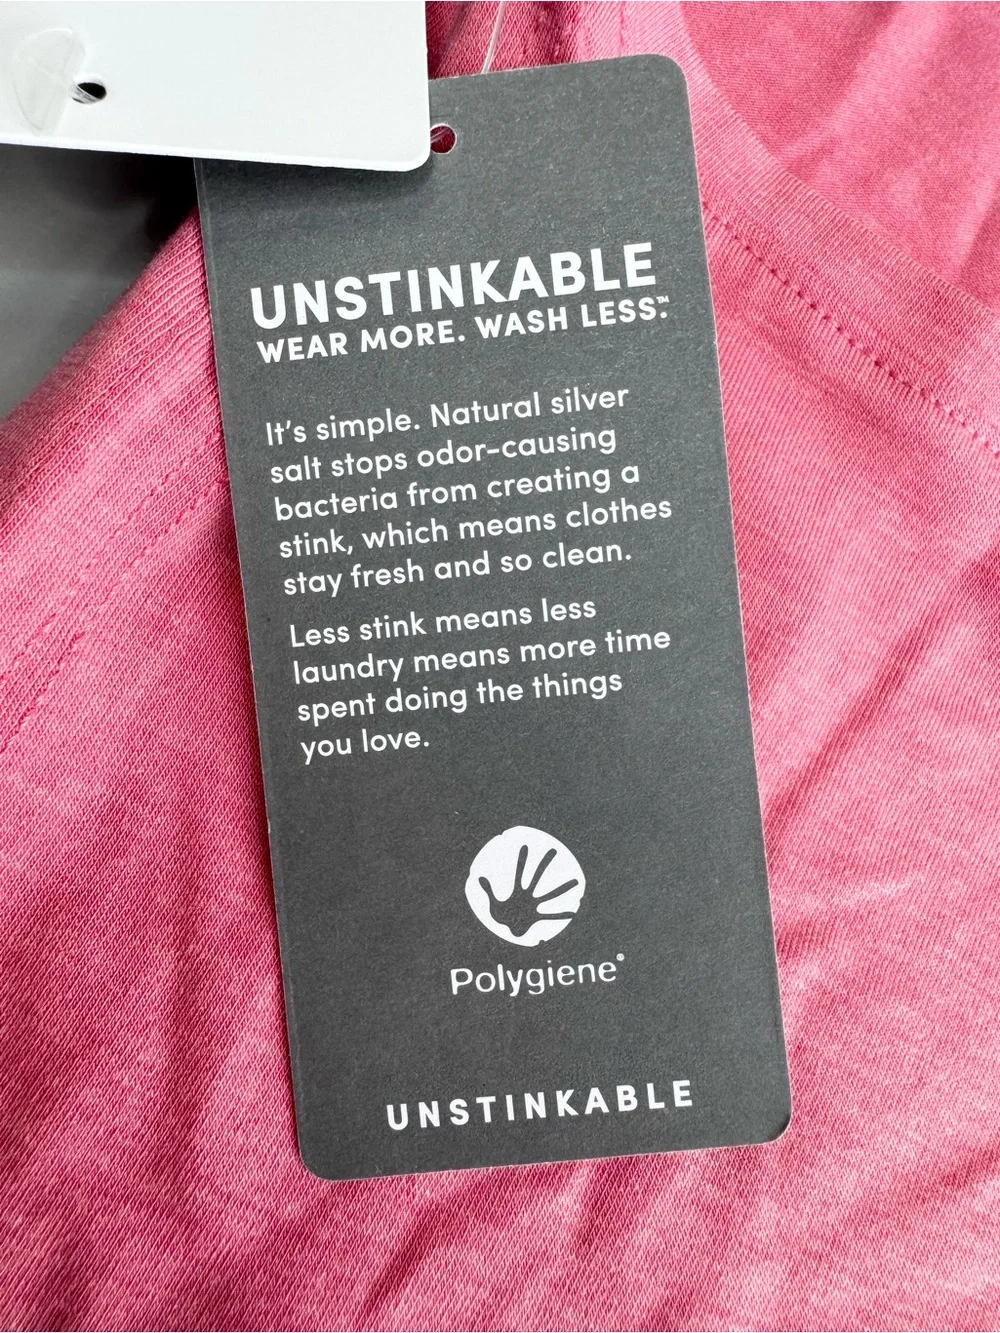 UNSTINKABLE
WEAR MORE. WASH LESS.™
It's simple. Natural silver
salt stops odor-causing
bacteria from creating a
stink, which means clothes
stay fresh and so clean.
Less stink means less
laundry means more time
spent doing the things
you love.
Polygiene®
UNSTINKABLE